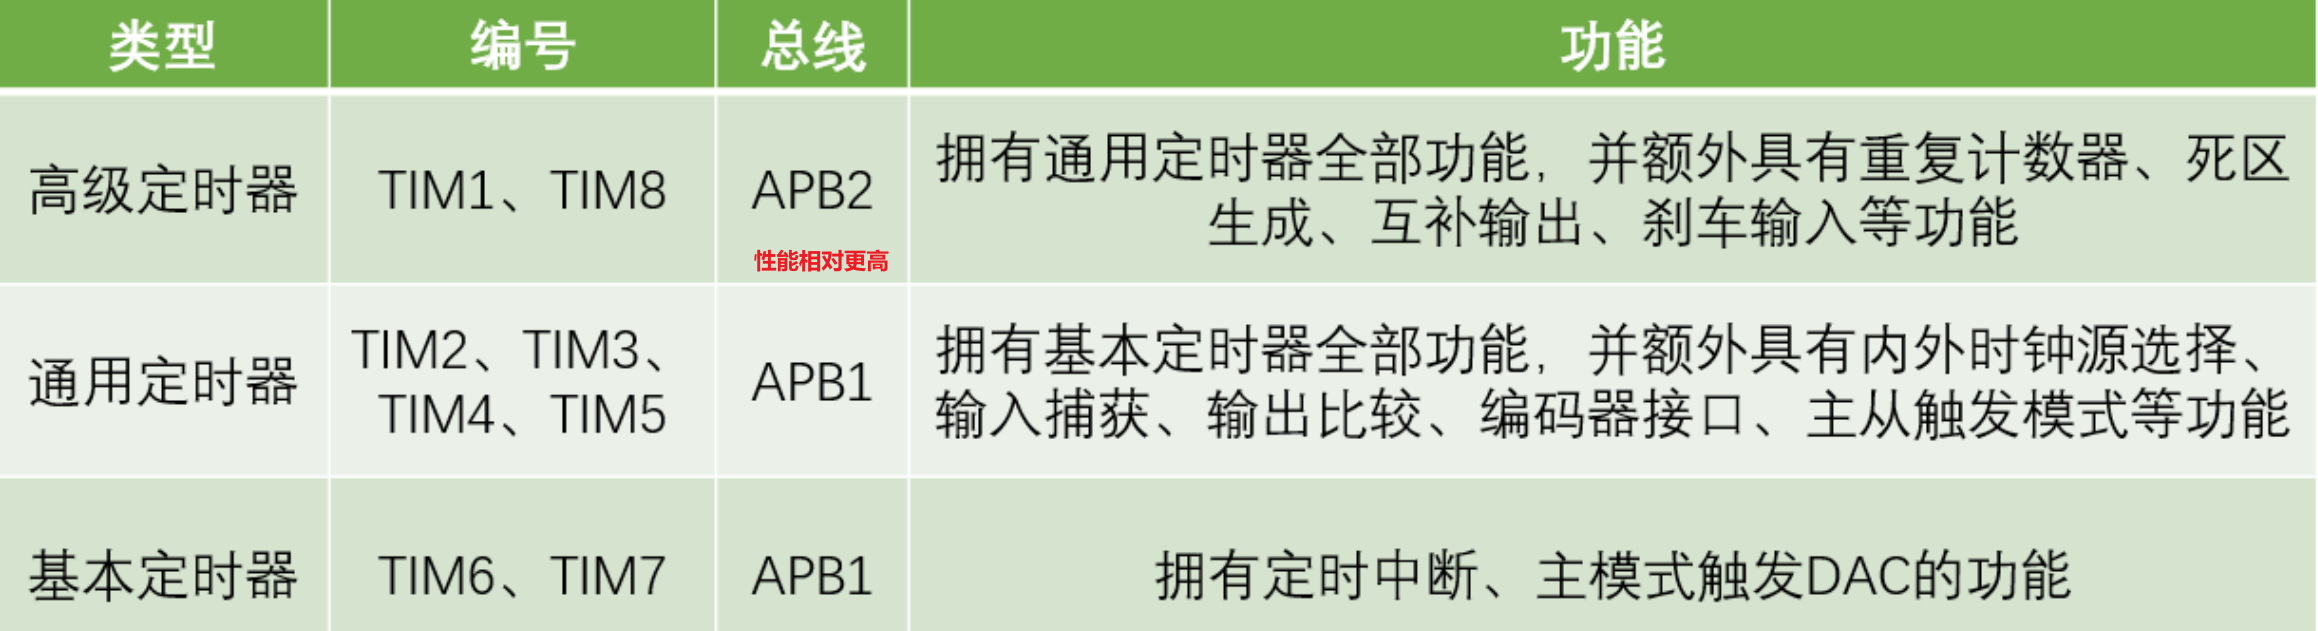 类型 编号 总线 功能
高级定时器 TIM1、TIM8 APB2 拥有通用定时器全部功能，并额外具有重复计数器、死区
生成、互补输出、刹车输入等功能
性能相对更高
通用定时器 TIM2、TIM3、 APB1 拥有基本定时器全部功能，并额外具有内外时钟源选择、
TIM4、TIM5 输入捕获、输出比较、编码器接口、主从触发模式等功能
基本定时器 TIM6、TIM7 APB1 拥有定时中断、主模式触发DAC的功能